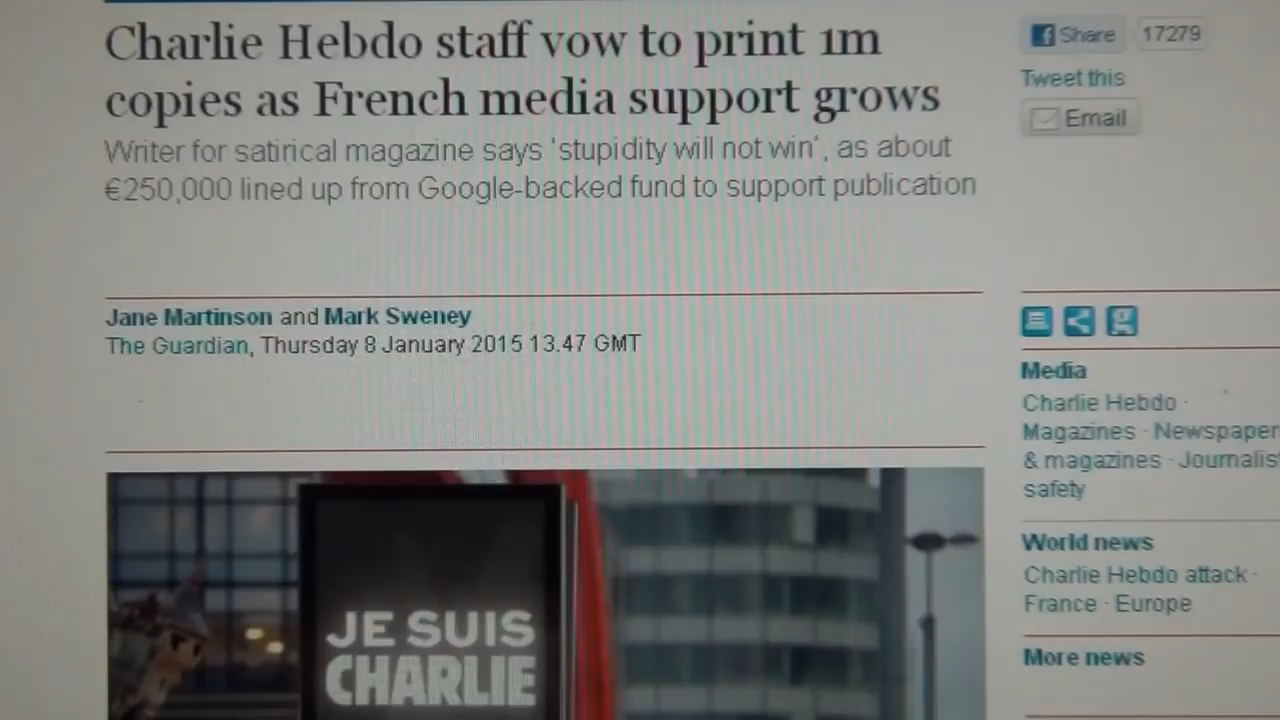 Charlie Hebdo staff vow to print 1m
copies as French media support grows
Writer for satirical magazine says 'stupidity will not win', as about
€250,000 lined up from Google-backed fund to support publication
Jane Martinson and Mark Sweney
The Guardian, Thursday 8 January 2015 13.47 GMT
JE SUIS
CHARLIE
Share 17279
Tweet this
Email
Media
Charlie Hebdo ·
Magazines · Newspaper
& magazines · Journalis
safety
World news
Charlie Hebdo attack ·
France · Europe
More news